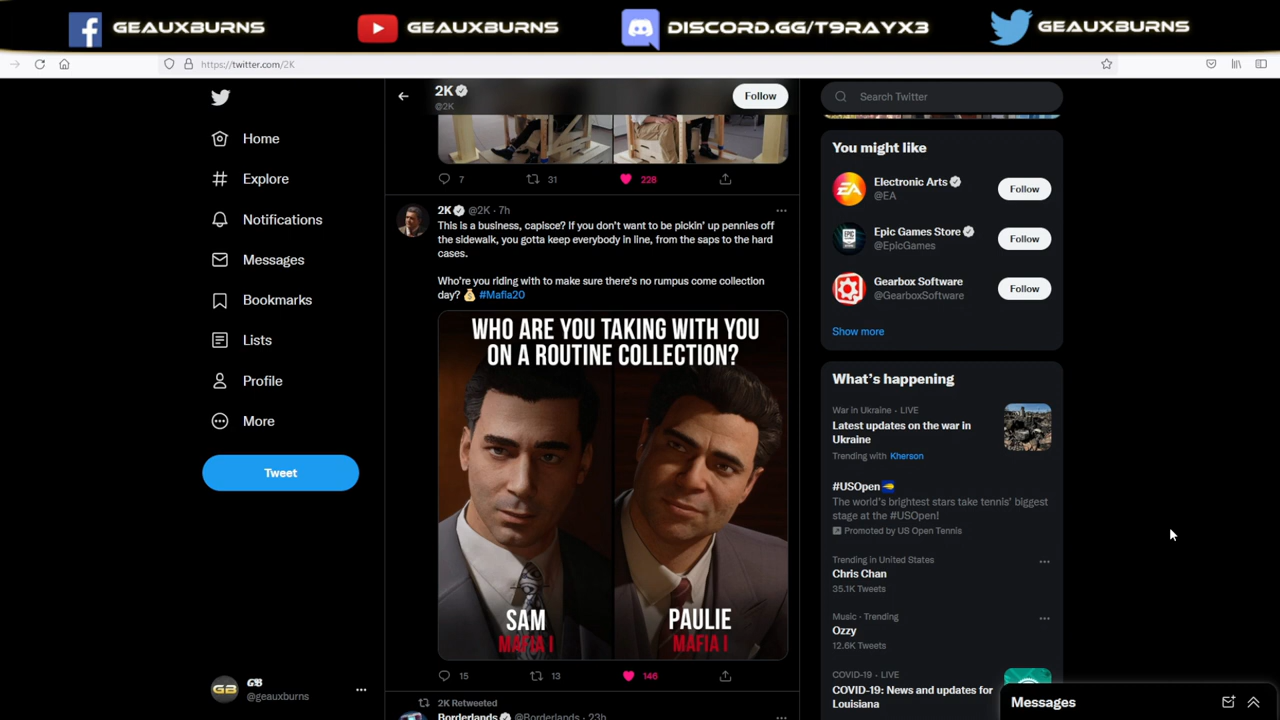 GEAUXBURNS
GEAUXBURNS
DISCORD.GG/T9RAYX3
GEAUXBURNS
https://twitter.com/2K
2K
@2K
Follow
7
31
228
Home
Explore
Notifications
Messages
Bookmarks
Lists
Profile
More
Tweet
GB
GB
@geauxburns
2K @2K · 7h
This is a business, capisce? If you don't want to be pickin' up pennies off
the sidewalk, you gotta keep everybody in line, from the saps to the hard
cases.
Who're you riding with to make sure there's no rumpus come collection
day? 💰 #Mafia20
WHO ARE YOU TAKING WITH YOU
ON A ROUTINE COLLECTION?
SAM
MAFIA I
PAULIE
MAFIA I
15
13
146
2K Retweeted
Borderlands @Borderlands · 23h
Search Twitter
You might like
EA
Electronic Arts
@EA
Follow
EPIC GAMES
Epic Games Store
@EpicGames
Follow
Gearbox Software
@GearboxSoftware
Follow
Show more
What's happening
War in Ukraine · LIVE
Latest updates on the war in
Ukraine
Trending with Kherson
#USOpen
The world's brightest stars take tennis' biggest
stage at the #USOpen!
Promoted by US Open Tennis
Trending in United States
Chris Chan
35.1K Tweets
Music · Trending
Ozzy
12.6K Tweets
COVID-19 · LIVE
COVID-19: News and updates for
Louisiana
Messages